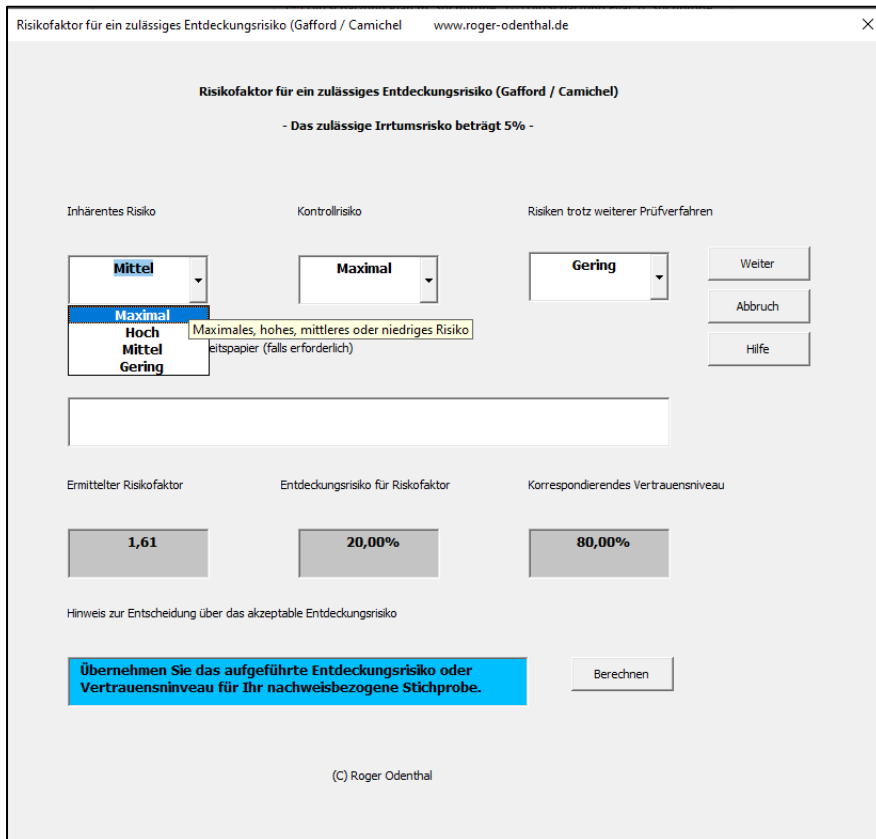 Risikofaktor für ein zulässiges Entdeckungsrisiko (Gafford / Camichel www.roger-odenthal.de
Risikofaktor für ein zulässiges Entdeckungsrisiko (Gafford / Camichel)
- Das zulässige Irrtumsrisiko beträgt 5% -
Inhärentes Risiko Kontrollrisiko Risiken trotz weiterer Prüfverfahren
Mittel Maximal Gering Weiter
Maximal Abbruch
Hoch Maximales, hohes, mittleres oder niedriges Risiko
Mittel eitspapier (falls erforderlich) Hilfe
Gering
Ermittelter Risikofaktor Entdeckungsrisiko für Riskofaktor Korrespondierendes Vertrauensniveau
1,61 20,00% 80,00%
Hinweis zur Entscheidung über das akzeptable Entdeckungsrisiko
Übernehmen Sie das aufgeführte Entdeckungsrisiko oder Berechnen
Vertrauensninveau für Ihr nachweisbezogene Stichprobe.
(C) Roger Odenthal